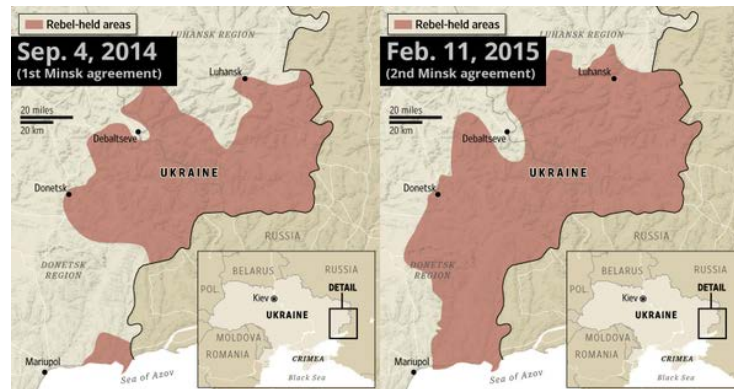 Rebel-held areas
Sep. 4, 2014
(1st Minsk agreement)
LUHANSK REGION
Luhansk
20 miles
20 km
Debaltseve
UKRAINE
Donetsk
RUSSIA
DONETSK
REGION
Mariupol
Sea of Azov
BELARUS
RUSSIA
POL.
Kiev
DETAIL
UKRAINE
MOLDOVA
ROMANIA
CRIMEA
Black Sea
Rebel-held areas
Feb. 11, 2015
(2nd Minsk agreement)
LUHANSK REGION
Luhansk
20 miles
20 km
Debaltseve
UKRAINE
Donetsk
RUSSIA
DONETSK
REGION
Mariupol
Sea of Azov
BELARUS
RUSSIA
POL.
Kiev
DETAIL
UKRAINE
MOLDOVA
ROMANIA
CRIMEA
Black Sea